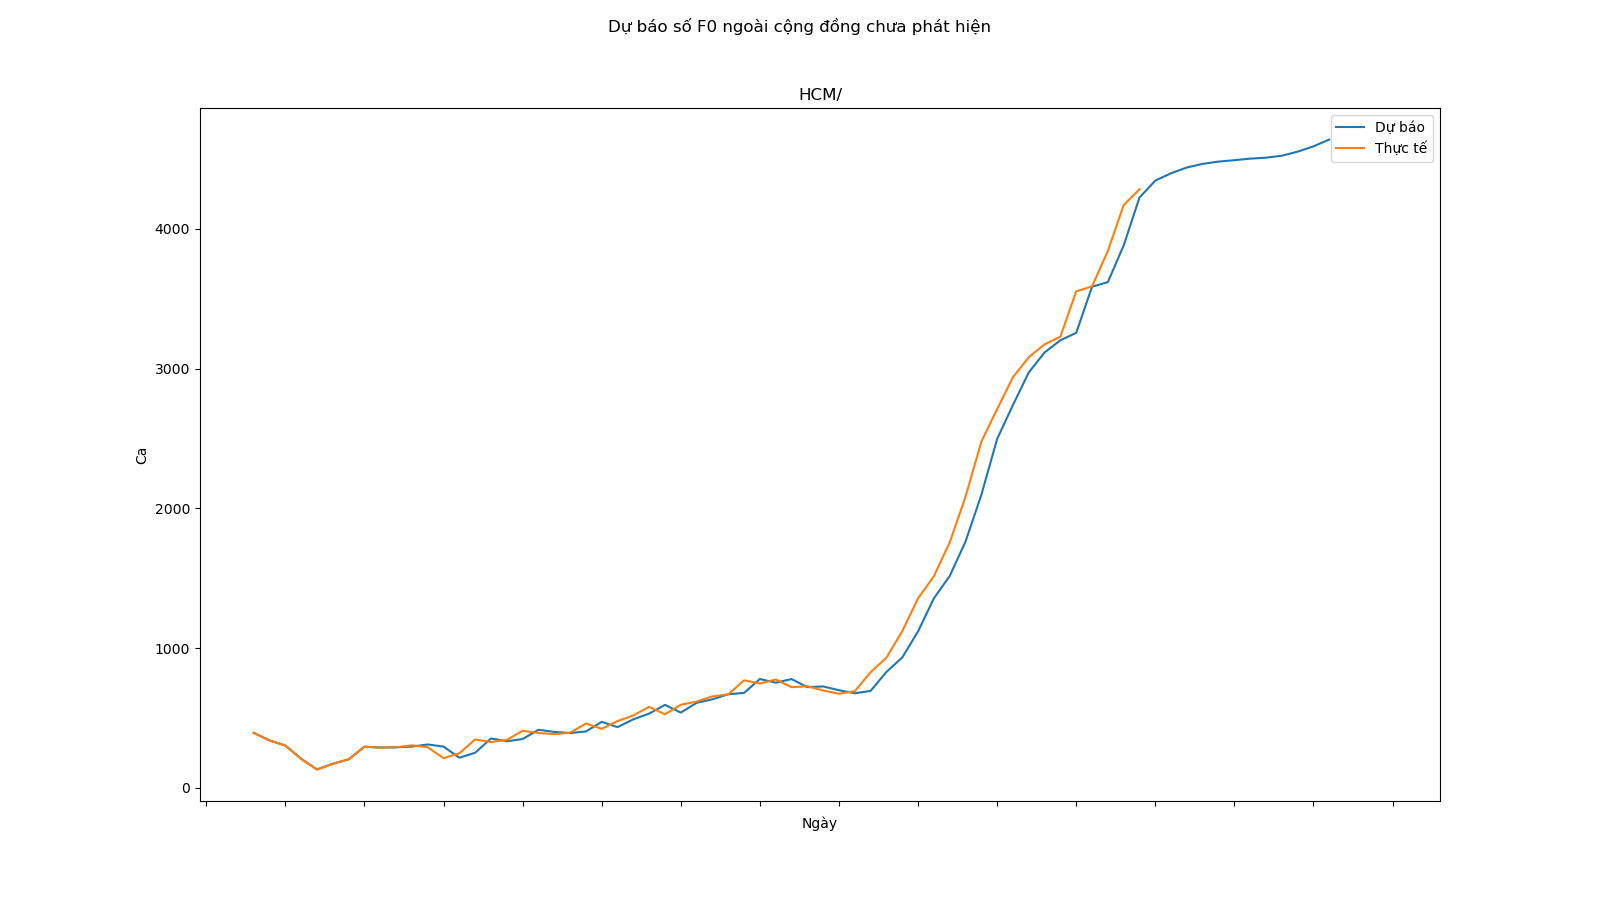 Dự báo số F0 ngoài cộng đồng chưa phát hiện
HCM/
Dự báo
Thực tế
4000
3000
2000
1000
0
Ca
Ngày